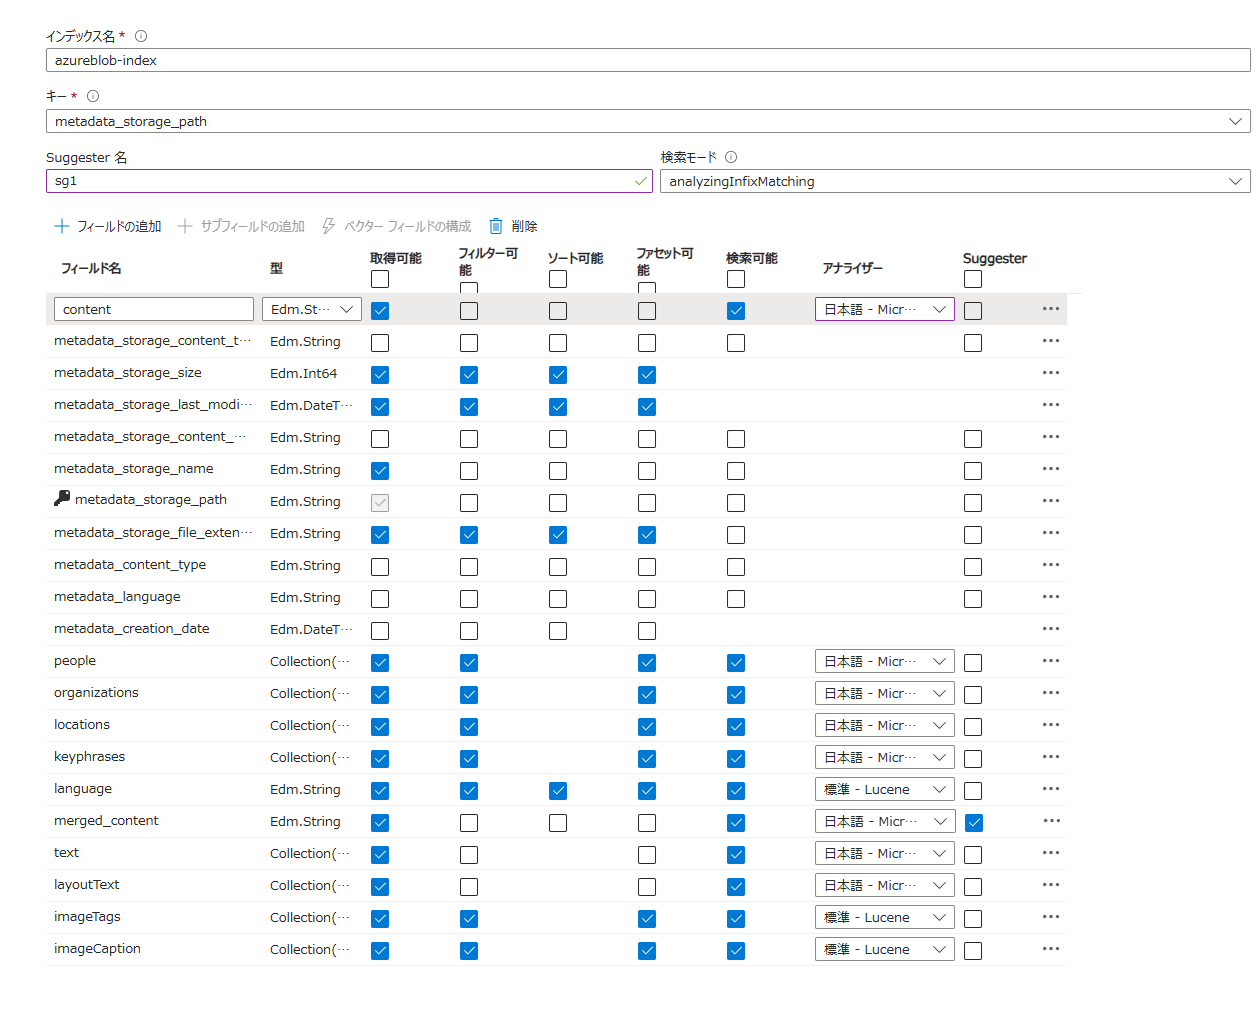 インデックス名 *
azureblob-index
キー *
metadata_storage_path
Suggester 名
検索モード
sg1
analyzingInfixMatching
フィールドの追加 サブフィールドの追加 ベクター フィールドの構成 削除
フィールド名 型 取得可能 フィルター可能 ソート可能 ファセット可能 検索可能 アナライザー Suggester
content Edm.St··· 日本語 - Micr··· ···
metadata_storage_content_t··· Edm.String ···
metadata_storage_size Edm.Int64 ···
metadata_storage_last_modi··· Edm.DateT··· ···
metadata_storage_content_··· Edm.String ···
metadata_storage_name Edm.String ···
metadata_storage_path Edm.String ···
metadata_storage_file_exten··· Edm.String ···
metadata_content_type Edm.String ···
metadata_language Edm.String ···
metadata_creation_date Edm.DateT··· ···
people Collection(··· 日本語 - Micr··· ···
organizations Collection(··· 日本語 - Micr··· ···
locations Collection(··· 日本語 - Micr··· ···
keyphrases Collection(··· 日本語 - Micr··· ···
language Edm.String 標準 - Lucene ···
merged_content Edm.String 日本語 - Micr··· ···
text Collection(··· 日本語 - Micr··· ···
layoutText Collection(··· 日本語 - Micr··· ···
imageTags Collection(··· 標準 - Lucene ···
imageCaption Collection(··· 標準 - Lucene ···